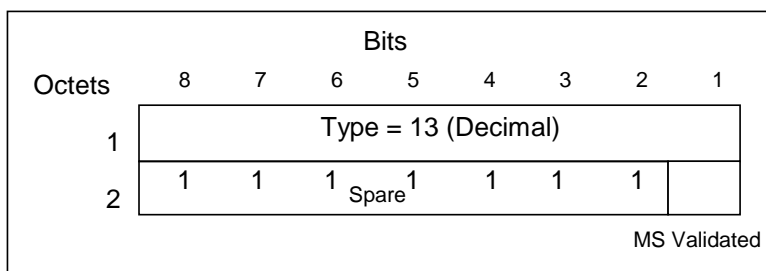 Bits
Octets 8 7 6 5 4 3 2 1
1 Type = 13 (Decimal)
2 1 1 1 1 1 1 1
Spare
MS Validated